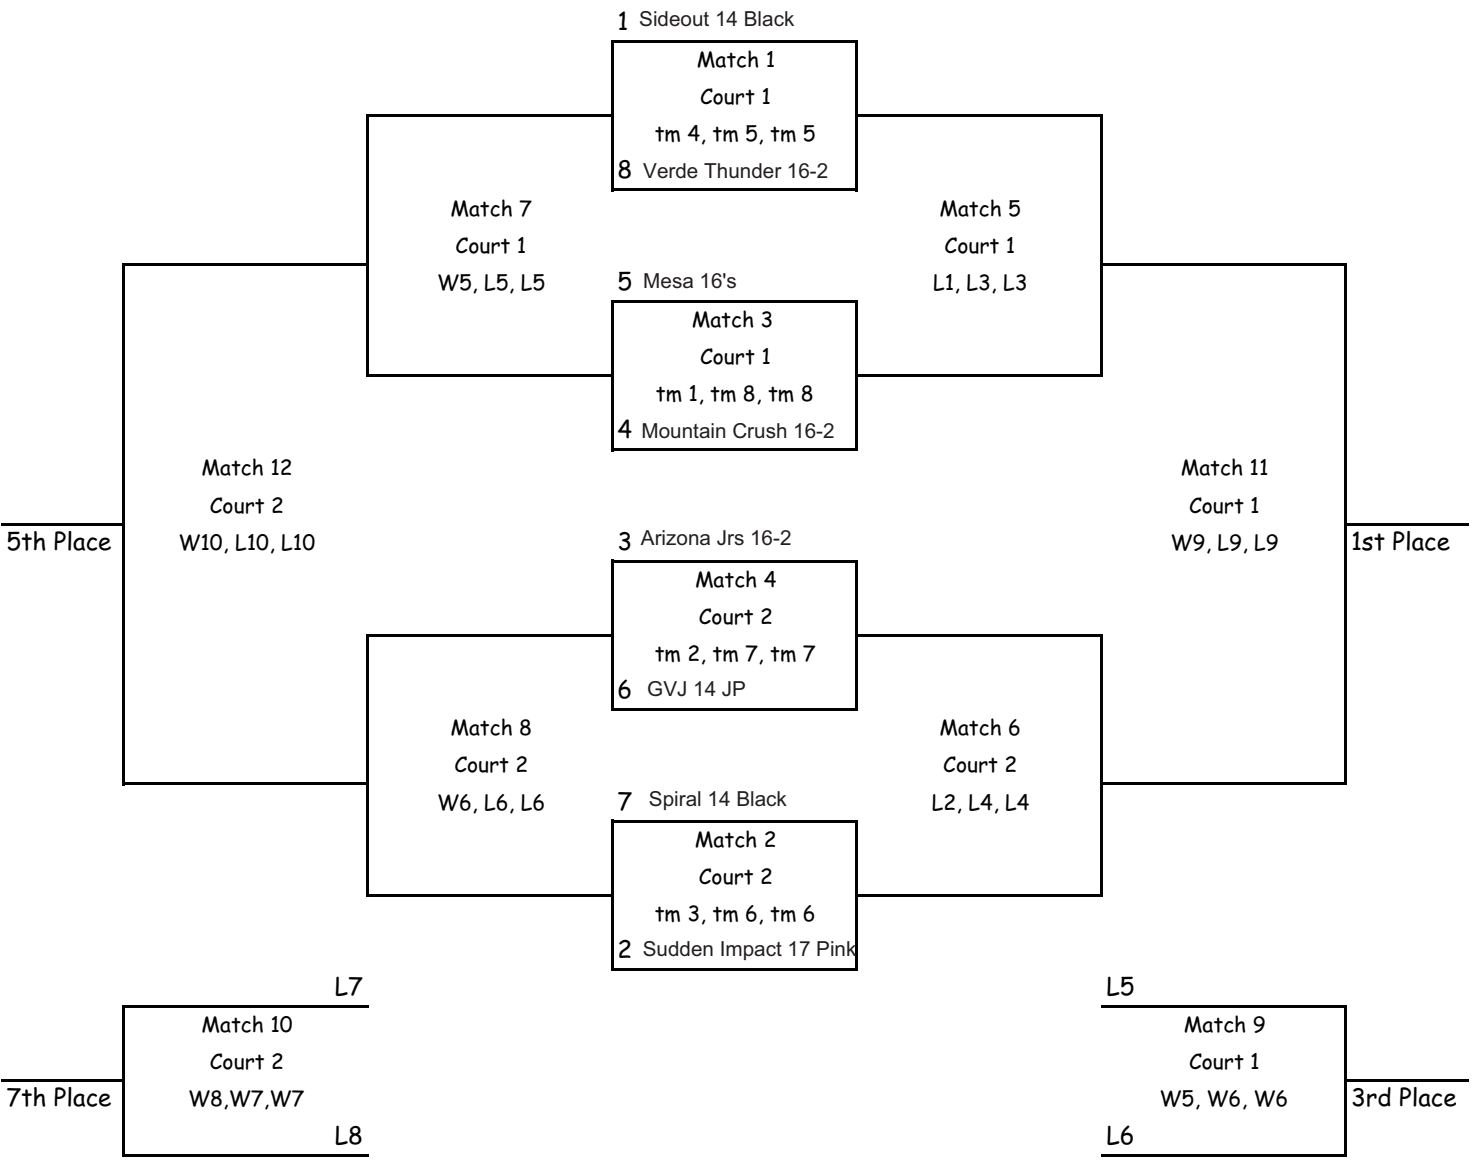 1 Sideout 14 Black
Match 1
Court 1
tm 4, tm 5, tm 5
8 Verde Thunder 16-2
Match 7
Court 1
W5, L5, L5
Match 5
Court 1
L1, L3, L3
5 Mesa 16's
Match 3
Court 1
tm 1, tm 8, tm 8
4 Mountain Crush 16-2
Match 12
Court 2
W10, L10, L10
5th Place
Match 11
Court 1
W9, L9, L9
1st Place
3 Arizona Jrs 16-2
Match 4
Court 2
tm 2, tm 7, tm 7
6 GVJ 14 JP
Match 8
Court 2
W6, L6, L6
Match 6
Court 2
L2, L4, L4
7 Spiral 14 Black
Match 2
Court 2
tm 3, tm 6, tm 6
2 Sudden Impact 17 Pink
L7
Match 10
Court 2
W8,W7,W7
L8
7th Place
L5
Match 9
Court 1
W5, W6, W6
L6
3rd Place